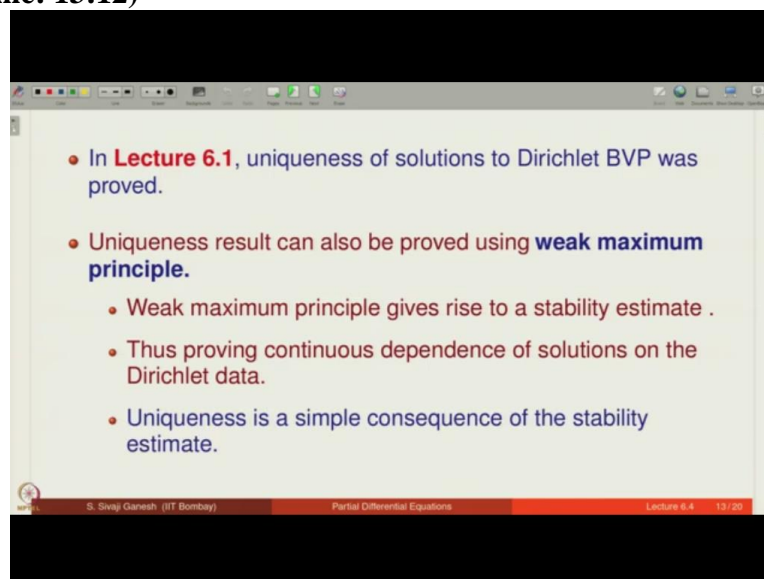 • In Lecture 6.1, uniqueness of solutions to Dirichlet BVP was
proved.
• Uniqueness result can also be proved using weak maximum
principle.
• Weak maximum principle gives rise to a stability estimate .
• Thus proving continuous dependence of solutions on the
Dirichlet data.
• Uniqueness is a simple consequence of the stability
estimate.
S. Sivaji Ganesh (IIT Bombay) Partial Differential Equations Lecture 6.4 13/20